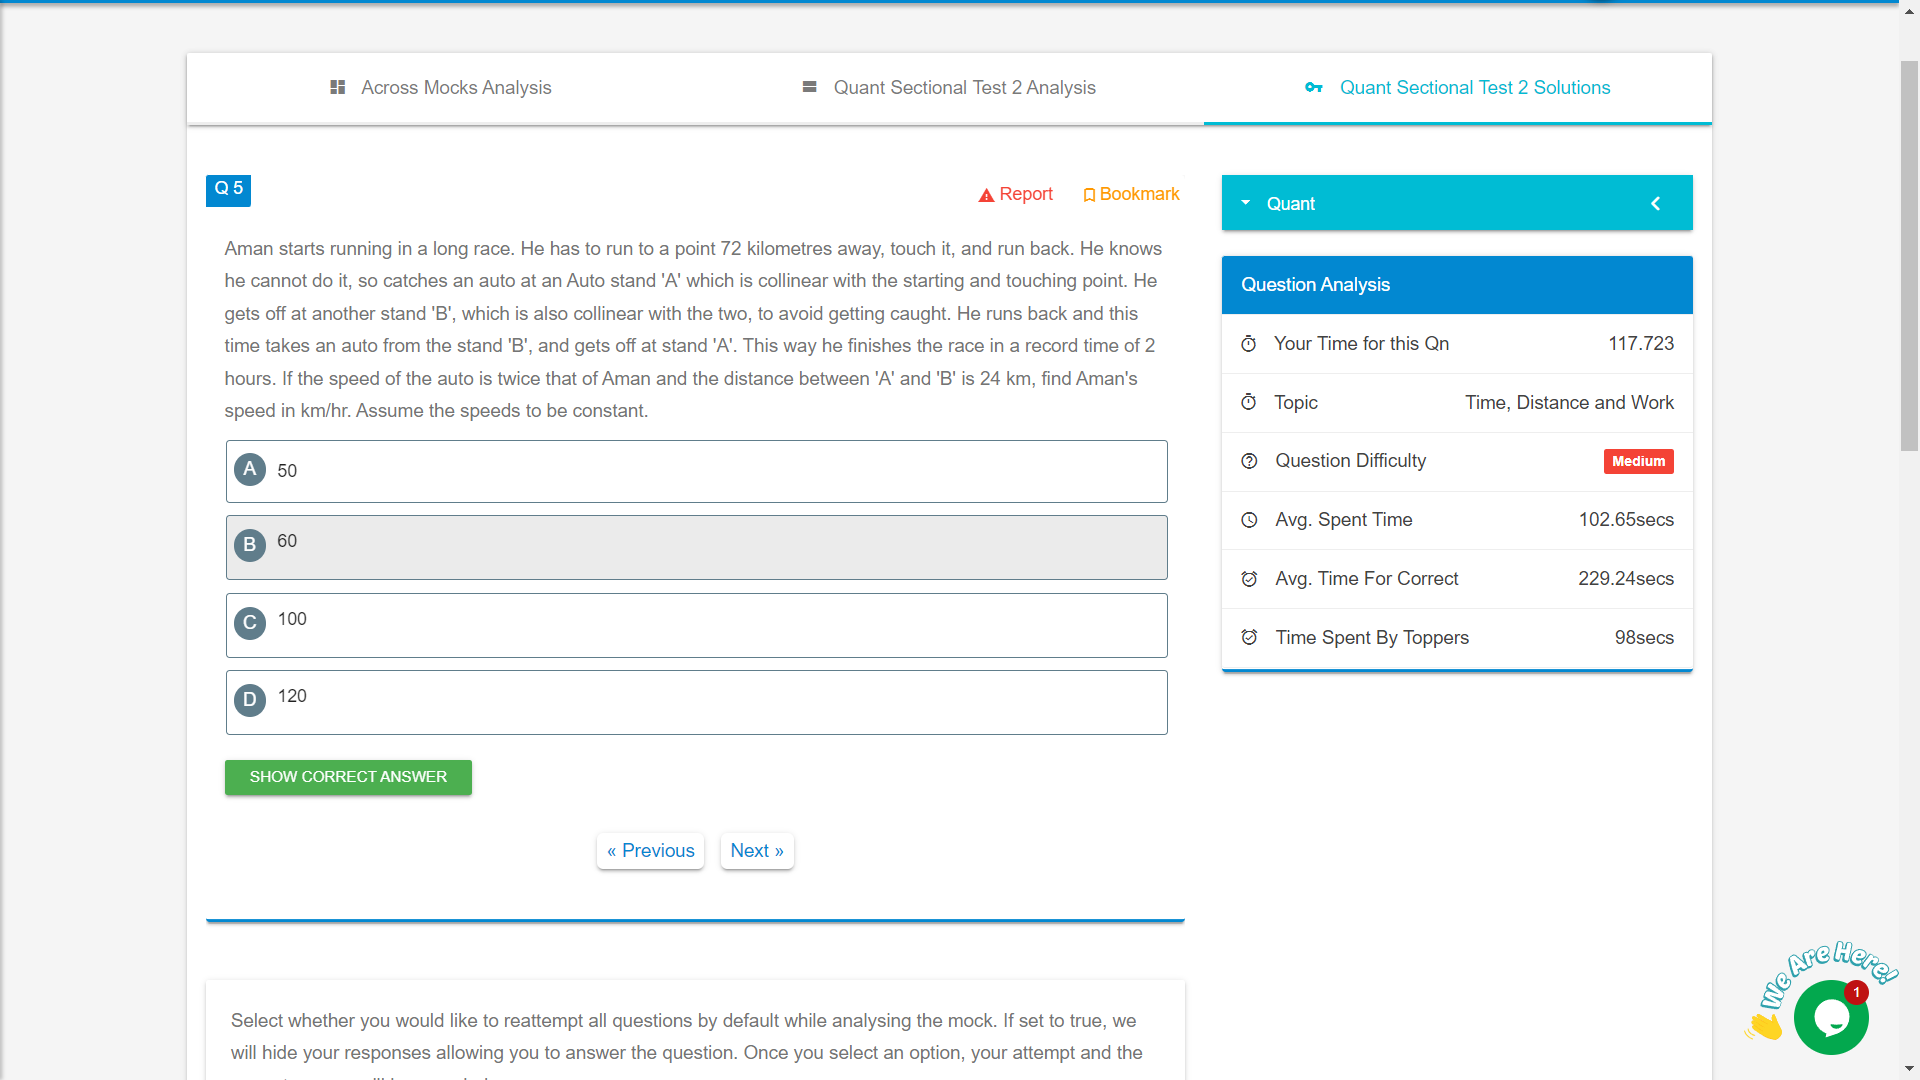 Across Mocks Analysis
Quant Sectional Test 2 Analysis
Quant Sectional Test 2 Solutions
Q 5
Report
Bookmark
Aman starts running in a long race. He has to run to a point 72 kilometres away, touch it, and run back. He knows
he cannot do it, so catches an auto at an Auto stand 'A' which is collinear with the starting and touching point. He
gets off at another stand 'B', which is also collinear with the two, to avoid getting caught. He runs back and this
time takes an auto from the stand 'B', and gets off at stand 'A'. This way he finishes the race in a record time of 2
hours. If the speed of the auto is twice that of Aman and the distance between 'A' and 'B' is 24 km, find Aman's
speed in km/hr. Assume the speeds to be constant.
A 50
B 60
C 100
D 120
SHOW CORRECT ANSWER
« Previous
Next »
Quant
Question Analysis
Your Time for this Qn 117.723
Topic Time, Distance and Work
Question Difficulty Medium
Avg. Spent Time 102.65secs
Avg. Time For Correct 229.24secs
Time Spent By Toppers 98secs
Select whether you would like to reattempt all questions by default while analysing the mock. If set to true, we
will hide your responses allowing you to answer the question. Once you select an option, your attempt and the
We Are Here!
1